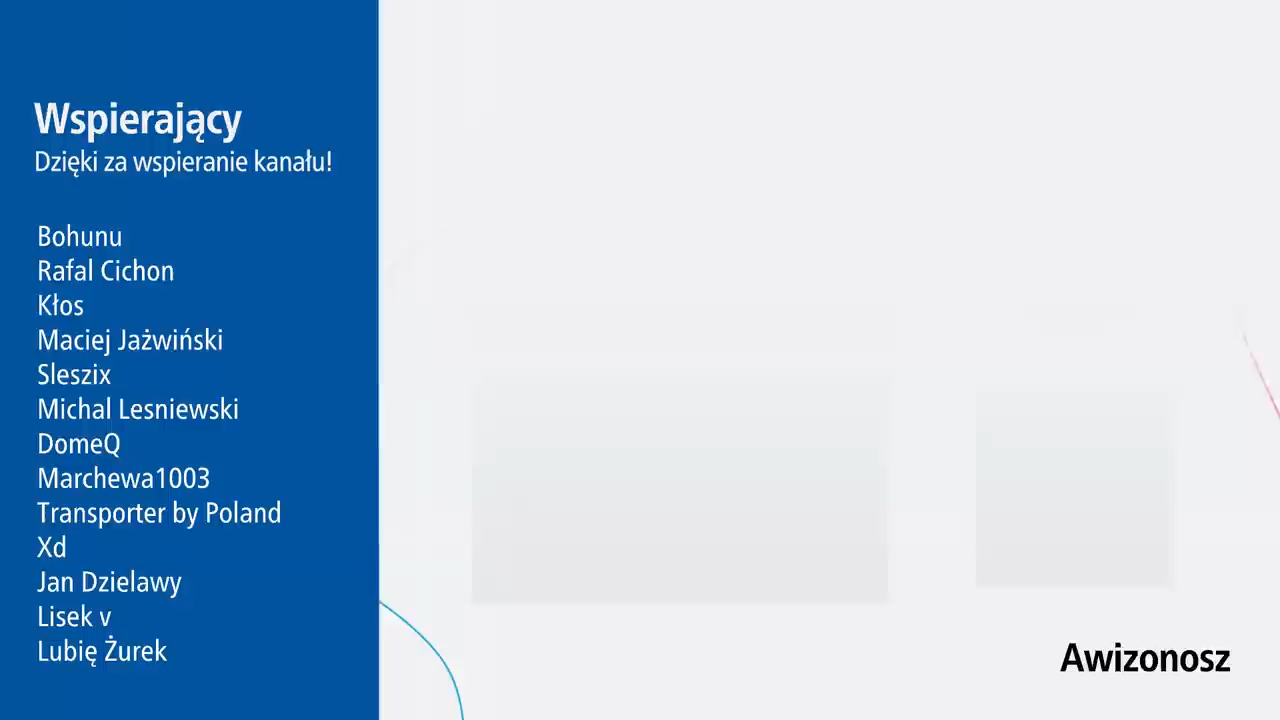 Wspierający
Dzięki za wspieranie kanału!
Bohunu
Rafal Cichon
Kłos
Maciej Jażwiński
Sleszix
Michal Lesniewski
DomeQ
Marchewa1003
Transporter by Poland
Xd
Jan Dzielawy
Lisek v
Lubię Żurek
Awizonosz